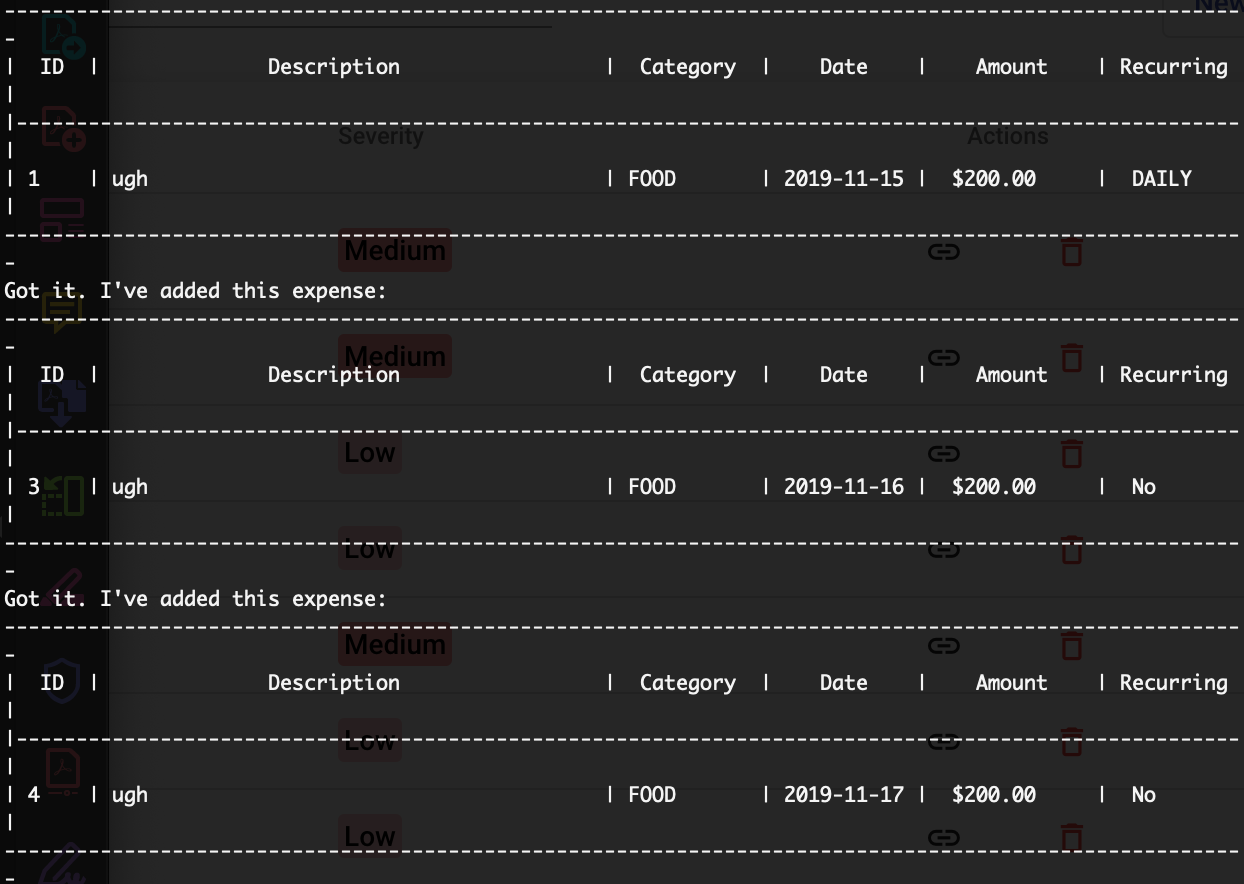 New
--------------------------------------------------------------------------------------------------------
-
|  ID  |              Description                 |  Category  |    Date    |    Amount    | Recurring
|
|-------------------------------------------------------------------------------------------------------
|
Severity Actions
| 1    | ugh                                      | FOOD       | 2019-11-15 |  $200.00     |  DAILY
|
--------------------------------------------------------------------------------------------------------
Medium
-
Got it. I've added this expense:
--------------------------------------------------------------------------------------------------------
-
Medium
|  ID  |              Description                 |  Category  |    Date    |    Amount    | Recurring
|
|-------------------------------------------------------------------------------------------------------
Low
|
| 3    | ugh                                      | FOOD       | 2019-11-16 |  $200.00     |  No
|
--------------------------------------------------------------------------------------------------------
Low
-
Got it. I've added this expense:
--------------------------------------------------------------------------------------------------------
Medium
-
|  ID  |              Description                 |  Category  |    Date    |    Amount    | Recurring
|
|-------------------------------------------------------------------------------------------------------
Low
|
| 4    | ugh                                      | FOOD       | 2019-11-17 |  $200.00     |  No
|
Low
--------------------------------------------------------------------------------------------------------
-